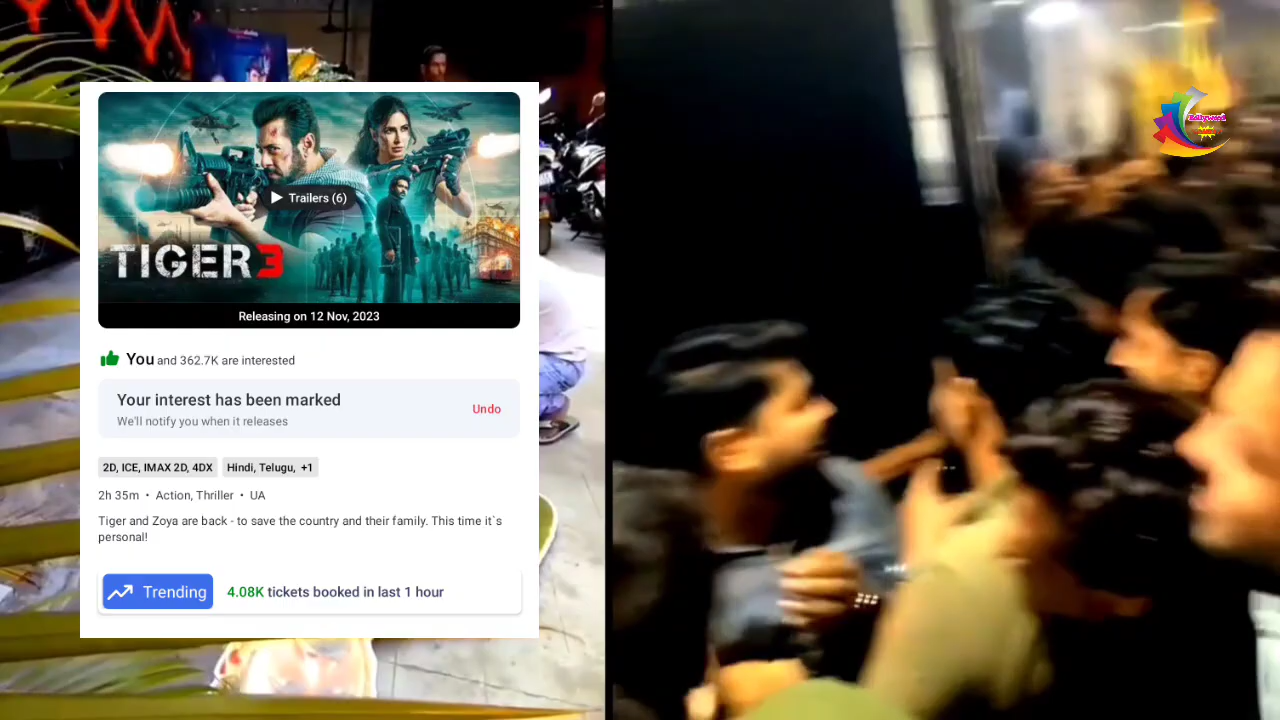 Trailers (6)
TIGER 3
Releasing on 12 Nov, 2023
You and 362.7K are interested
Your interest has been marked
We'll notify you when it releases
Undo
2D, ICE, IMAX 2D, 4DX Hindi, Telugu, +1
2h 35m • Action, Thriller • UA
Tiger and Zoya are back - to save the country and their family. This time it`s
personal!
Trending 4.08K tickets booked in last 1 hour
Bollywood